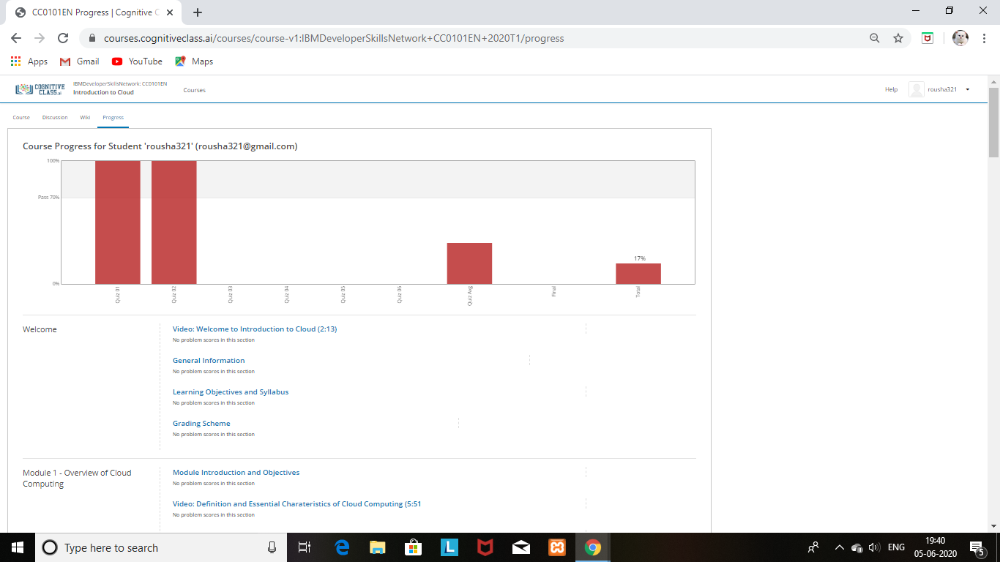 CC0101EN Progress | Cognitive C
courses.cognitiveclass.ai/courses/course-v1:IBMDeveloperSkillsNetwork+CC0101EN+2020T1/progress
Apps Gmail YouTube Maps
COGNITIVE CLASS.ai
IBMDeveloperSkillsNetwork: CC0101EN
Introduction to Cloud
Courses
Help
rousha321
Course Discussion Wiki Progress
Course Progress for Student 'rousha321' (rousha321@gmail.com)
100%
Pass 70%
17%
0%
Quiz 01 Quiz 02 Quiz 03 Quiz 04 Quiz 05 Quiz 06 Quiz Avg Final Total
Welcome
Video: Welcome to Introduction to Cloud (2:13)
No problem scores in this section
General Information
No problem scores in this section
Learning Objectives and Syllabus
No problem scores in this section
Grading Scheme
No problem scores in this section
Module 1 - Overview of Cloud
Computing
Module Introduction and Objectives
No problem scores in this section
Video: Definition and Essential Charateristics of Cloud Computing (5:51
No problem scores in this section
Type here to search
L
ENG
19:40
05-06-2020
5